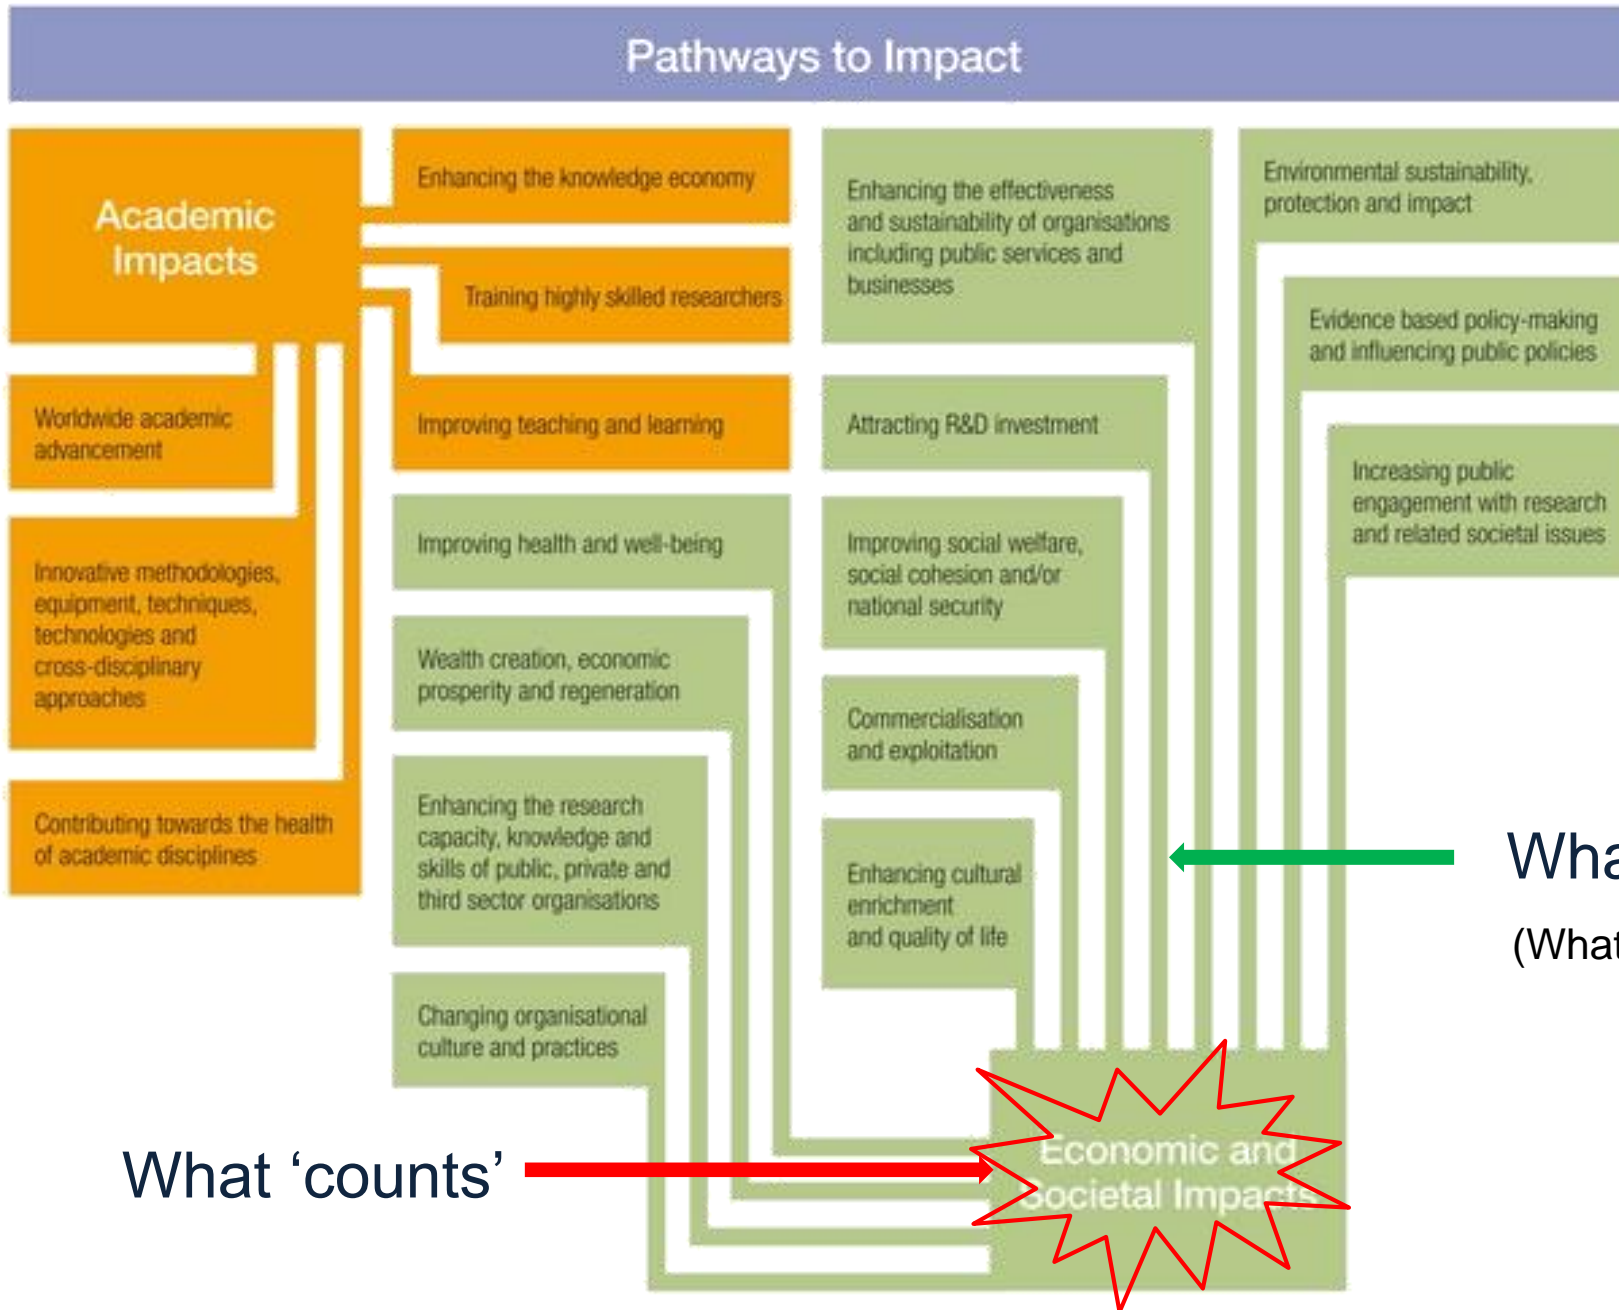 Pathways to Impact
Academic
Impacts
Enhancing the knowledge economy
Training highly skilled researchers
Improving teaching and learning
Worldwide academic
advancement
Innovative methodologies,
equipment, techniques,
technologies and
cross-disciplinary
approaches
Contributing towards the health
of academic disciplines
Improving health and well-being
Wealth creation, economic
prosperity and regeneration
Enhancing the research
capacity, knowledge and
skills of public, private and
third sector organisations
Changing organisational
culture and practices
Enhancing the effectiveness
and sustainability of organisations
including public services and
businesses
Attracting R&D investment
Improving social welfare,
social cohesion and/or
national security
Commercialisation
and exploitation
Enhancing cultural
enrichment
and quality of life
Environmental sustainability,
protection and impact
Evidence based policy-making
and influencing public policies
Increasing public
engagement with research
and related societal issues
(What
What ‘counts’
Economic and
Societal Impacts